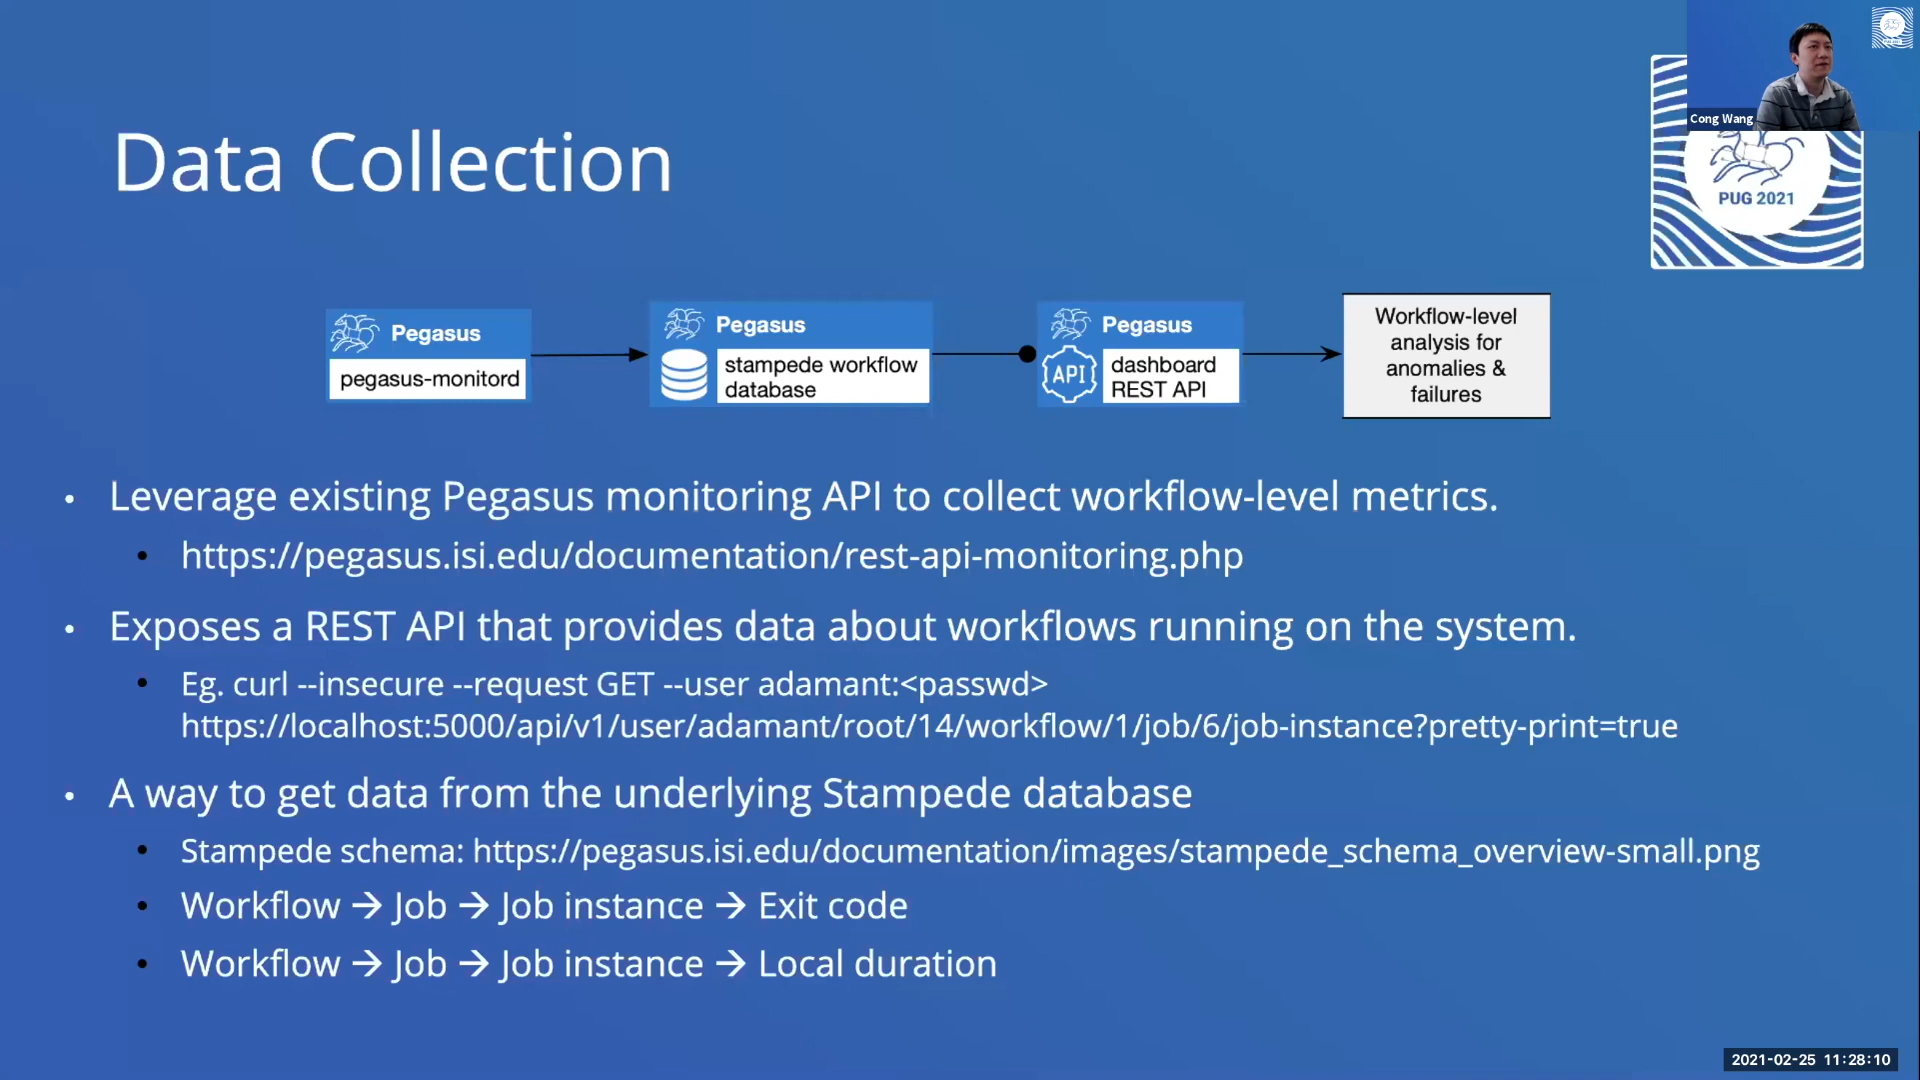 Cong Wang
Data Collection
PUG 2021
Pegasus
pegasus-monitord
Pegasus
stampede workflow
database
Pegasus
API
dashboard
REST API
Workflow-level
analysis for
anomalies &
failures
• Leverage existing Pegasus monitoring API to collect workflow-level metrics.
• https://pegasus.isi.edu/documentation/rest-api-monitoring.php
• Exposes a REST API that provides data about workflows running on the system.
• Eg. curl --insecure --request GET --user adamant:<passwd>
https://localhost:5000/api/v1/user/adamant/root/14/workflow/1/job/6/job-instance?pretty-print=true
• A way to get data from the underlying Stampede database
• Stampede schema: https://pegasus.isi.edu/documentation/images/stampede_schema_overview-small.png
• Workflow → Job → Job instance → Exit code
• Workflow → Job → Job instance → Local duration
2021-02-25 11:28:10